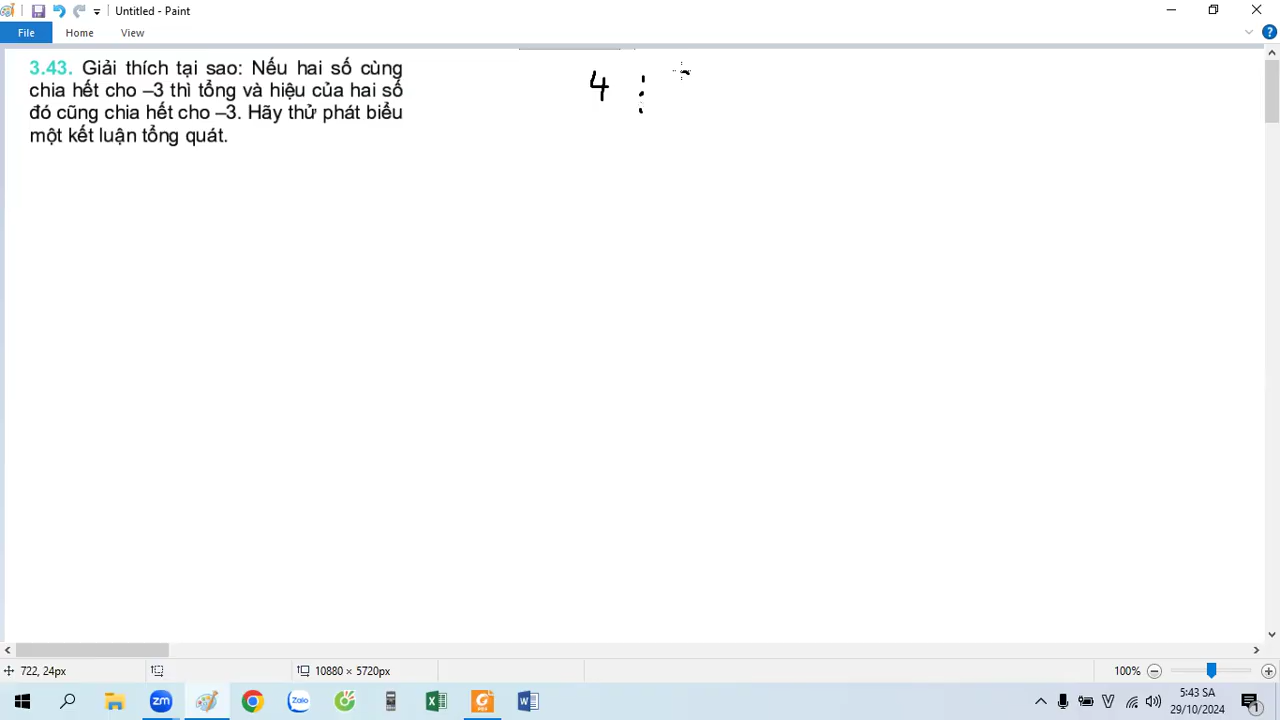 Untitled - Paint
File Home View
3.43. Giải thích tại sao: Nếu hai số cùng
chia hết cho –3 thì tổng và hiệu của hai số
đó cũng chia hết cho –3. Hãy thử phát biểu
một kết luận tổng quát.
4 ⋮
722, 24px
10880 × 5720px
100%
5:43 SA
29/10/2024